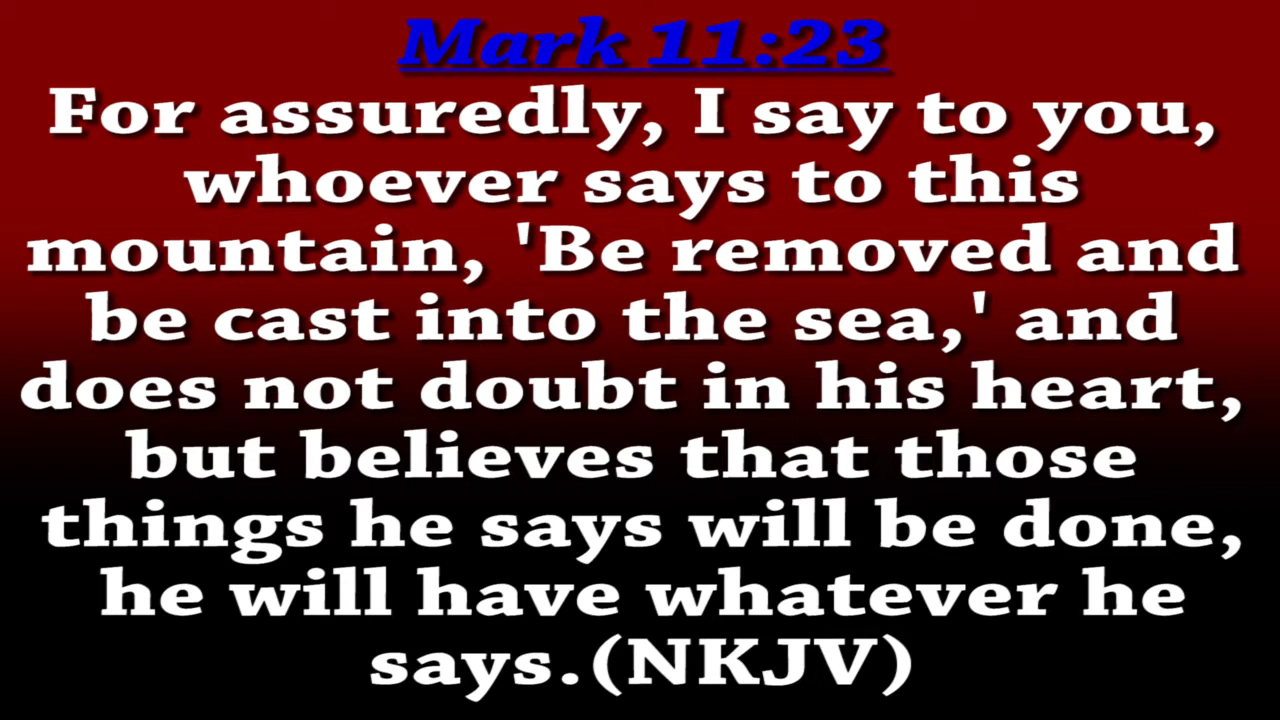 Mark 11:23
For assuredly, I say to you,
whoever says to this
mountain, 'Be removed and
be cast into the sea,' and
does not doubt in his heart,
but believes that those
things he says will be done,
he will have whatever he
says.(NKJV)